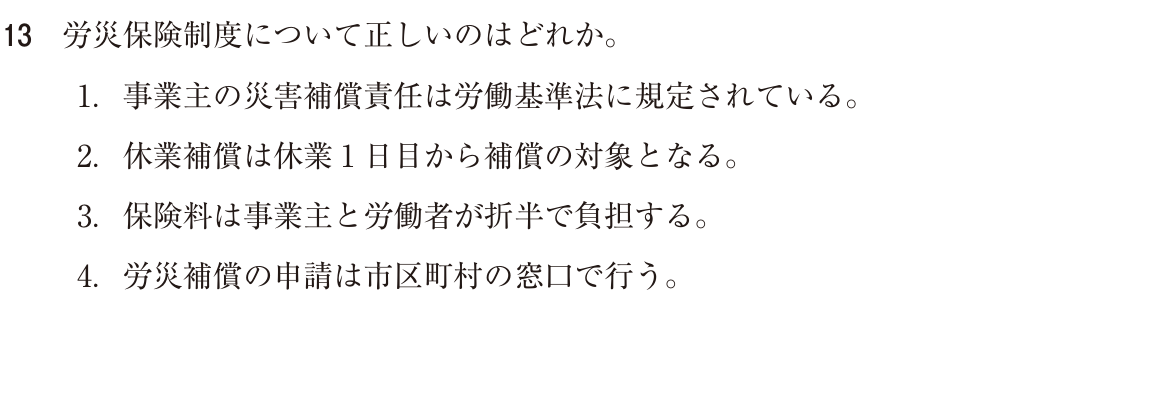 13 労災保険制度について正しいのはどれか。
1. 事業主の災害補償責任は労働基準法に規定されている。
2. 休業補償は休業1日目から補償の対象となる。
3. 保険料は事業主と労働者が折半で負担する。
4. 労災補償の申請は市区町村の窓口で行う。